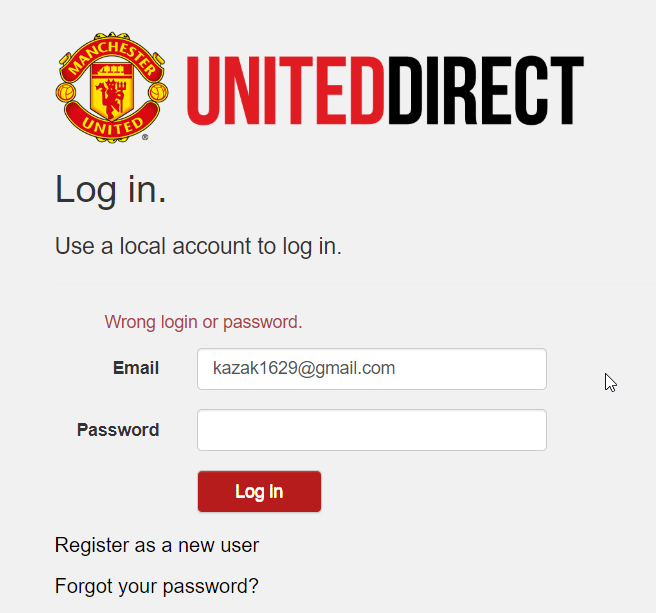 MANCHESTER
UNITED
®
UNITEDDIRECT
Log in.
Use a local account to log in.
Wrong login or password.
Email
kazak1629@gmail.com
Password
Log in
Register as a new user
Forgot your password?